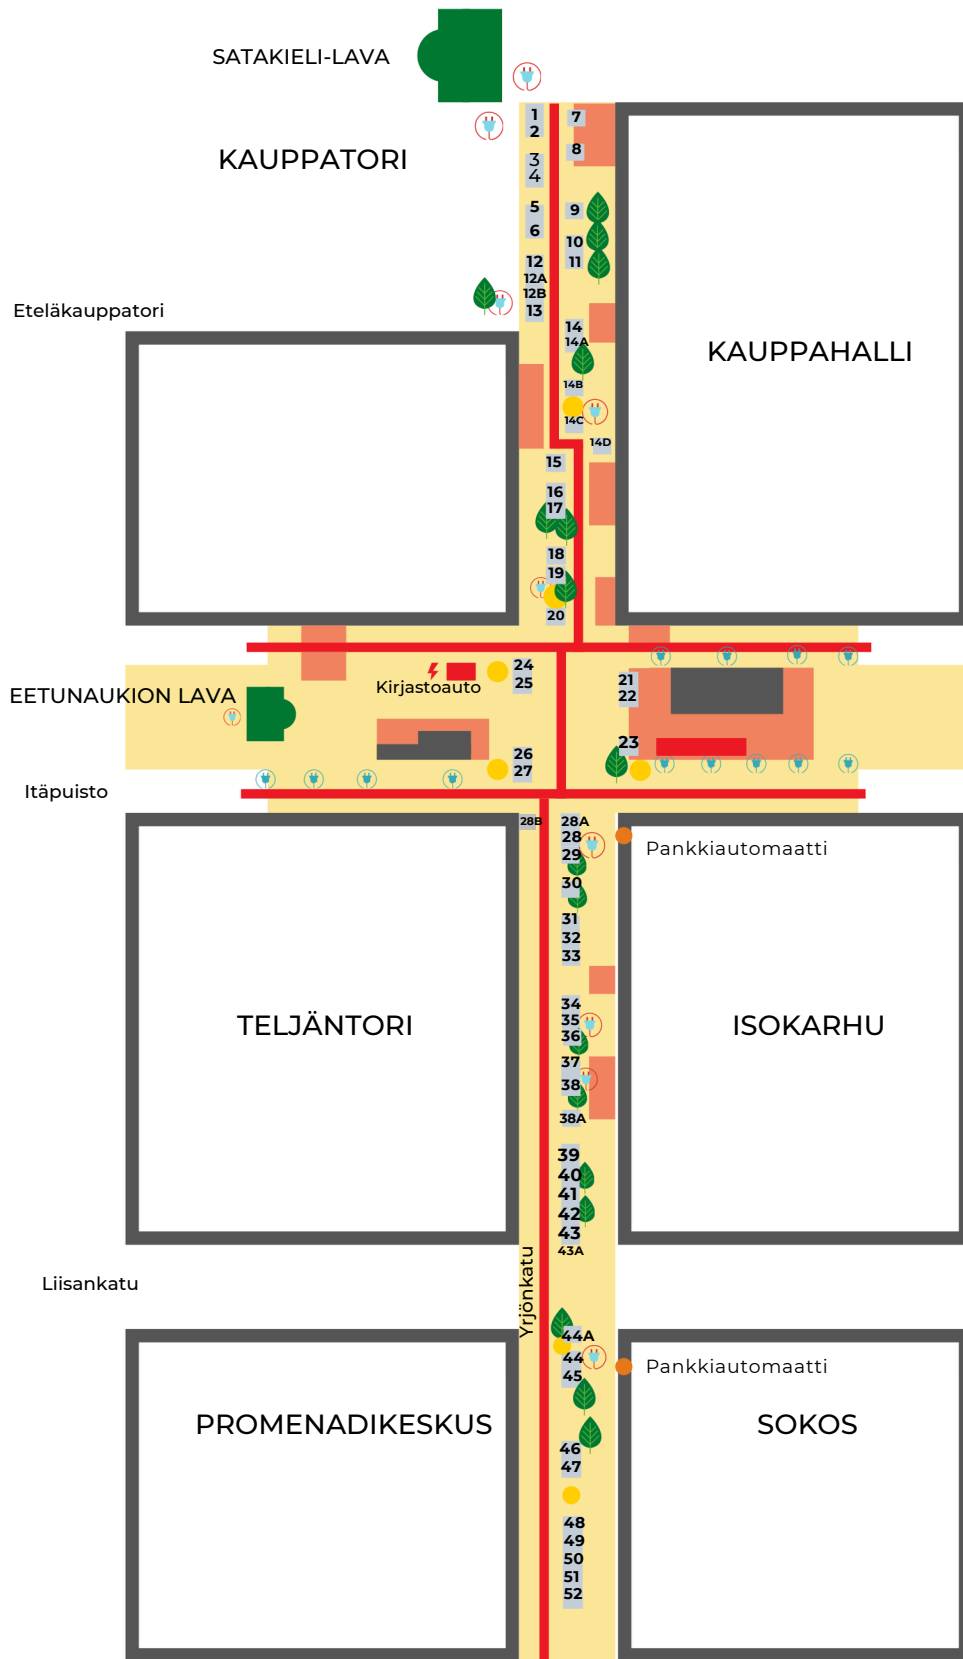 SATAKIELI-LAVA
KAUPPATORI
1
2
3
4
5
6
7
8
9
10
11
12
12A
12B
13
Eteläkauppatori
14
14A
14B
14C
14D
KAUPPAHALLI
15
16
17
18
19
20
24
25
Kirjastoauto
EETUNAUKION LAVA
21
22
23
26
27
Itäpuisto
28B
28A
28
29
Pankkiautomaatti
30
31
32
33
34
35
36
TELJÄNTORI
ISOKARHU
37
38
38A
39
40
41
42
43
43A
Liisankatu
Yrjönkatu
44A
44
45
Pankkiautomaatti
PROMENADIKESKUS
SOKOS
46
47
48
49
50
51
52